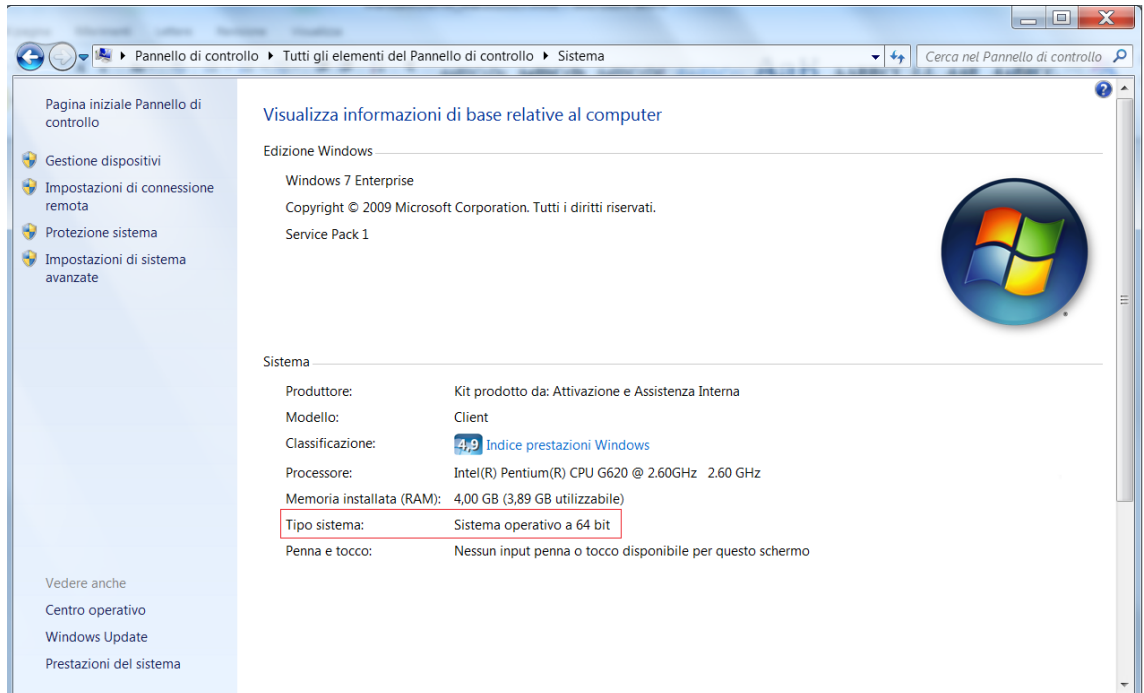 Pannello di controllo Tutti gli elementi del Pannello di controllo Sistema
Cerca nel Pannello di controllo
Pagina iniziale Pannello di
controllo
Gestione dispositivi
Impostazioni di connessione
remota
Protezione sistema
Impostazioni di sistema
avanzate
Vedere anche
Centro operativo
Windows Update
Prestazioni del sistema
Visualizza informazioni di base relative al computer
Edizione Windows
Windows 7 Enterprise
Copyright © 2009 Microsoft Corporation. Tutti i diritti riservati.
Service Pack 1
Sistema
Produttore: Kit prodotto da: Attivazione e Assistenza Interna
Modello: Client
Classificazione: 4,9 Indice prestazioni Windows
Processore: Intel(R) Pentium(R) CPU G620 @ 2.60GHz 2.60 GHz
Memoria installata (RAM): 4,00 GB (3,89 GB utilizzabile)
Tipo sistema: Sistema operativo a 64 bit
Penna e tocco: Nessun input penna o tocco disponibile per questo schermo